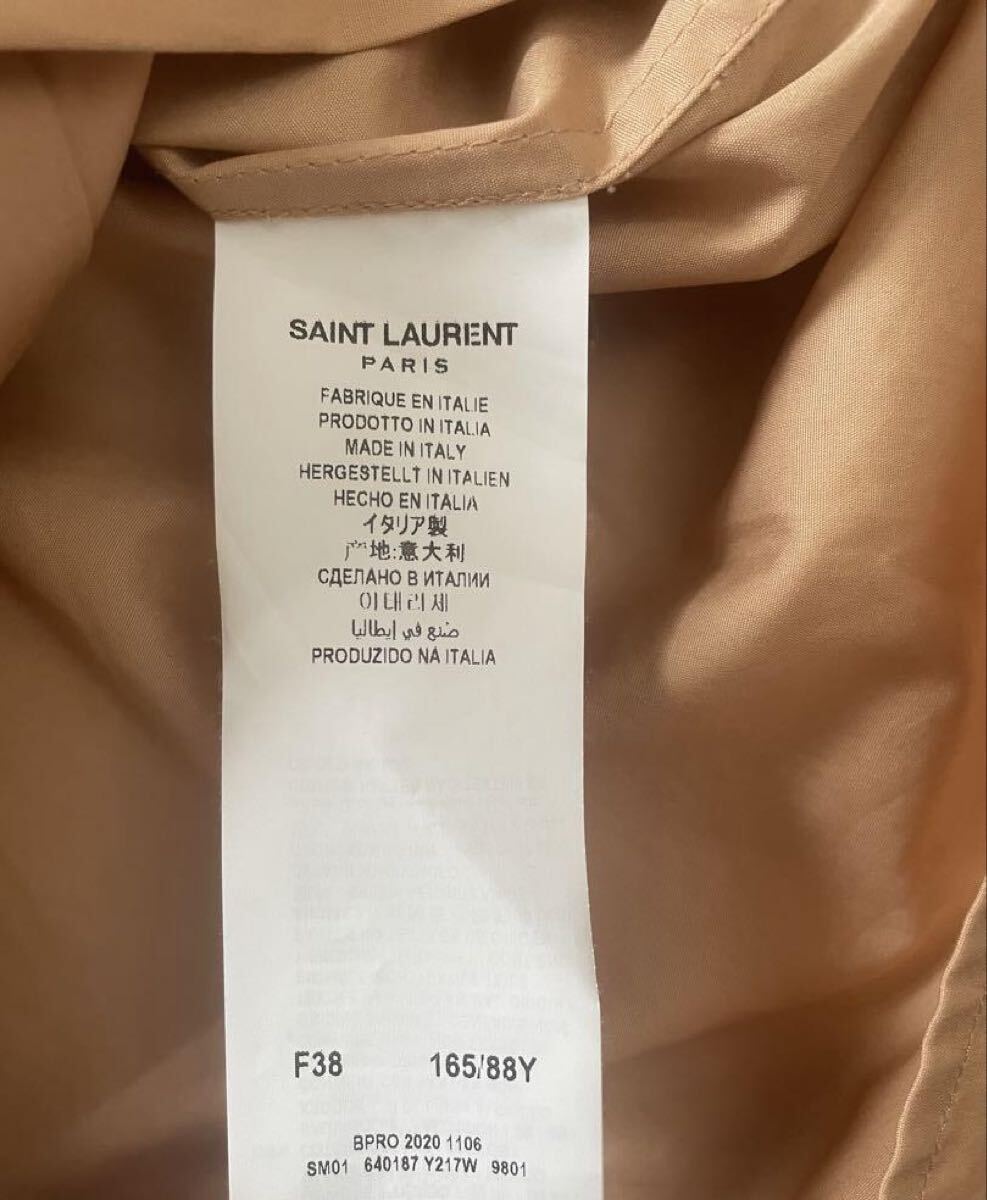 SAINT LAURENT
PARIS
FABRIQUE EN ITALIE
PRODOTTO IN ITALIA
MADE IN ITALY
HERGESTELLT IN ITALIEN
HECHO EN ITALIA
イタリア製
产地:意大利
СДЕЛАНО В ИТАЛИИ
이태리제
صنع في إيطاليا
PRODUZIDO NA ITALIA
F38 165/88Y
BPRO 2020 1106
SM01 640187 Y217W 9801